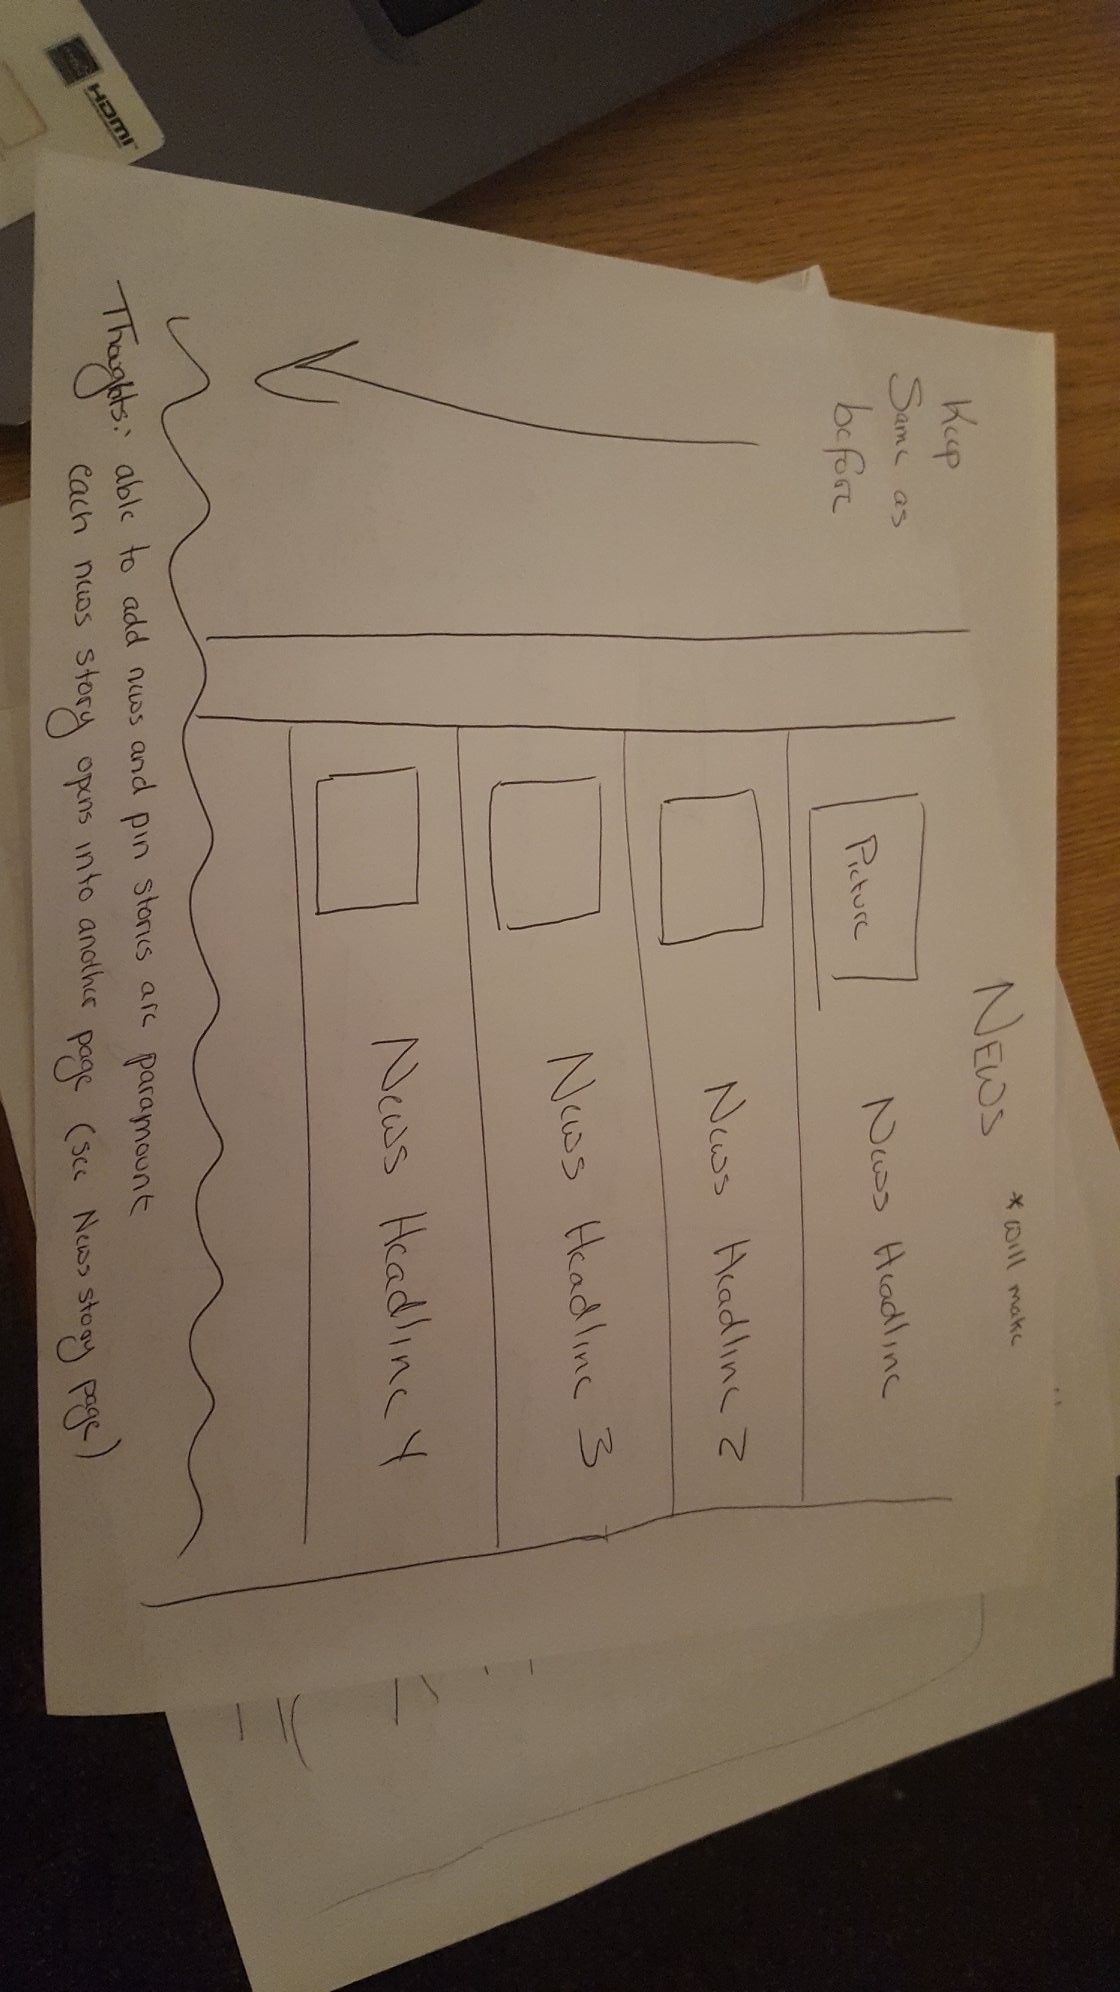 HDMI
NEWS
* will make
Keep
Same as
before
Picture
News Headline
News Headline 2
News Headline 3
News Headline 4
Thoughts: able to add news and pin stories are paramount
each news story opens into another page (see News stogy page)